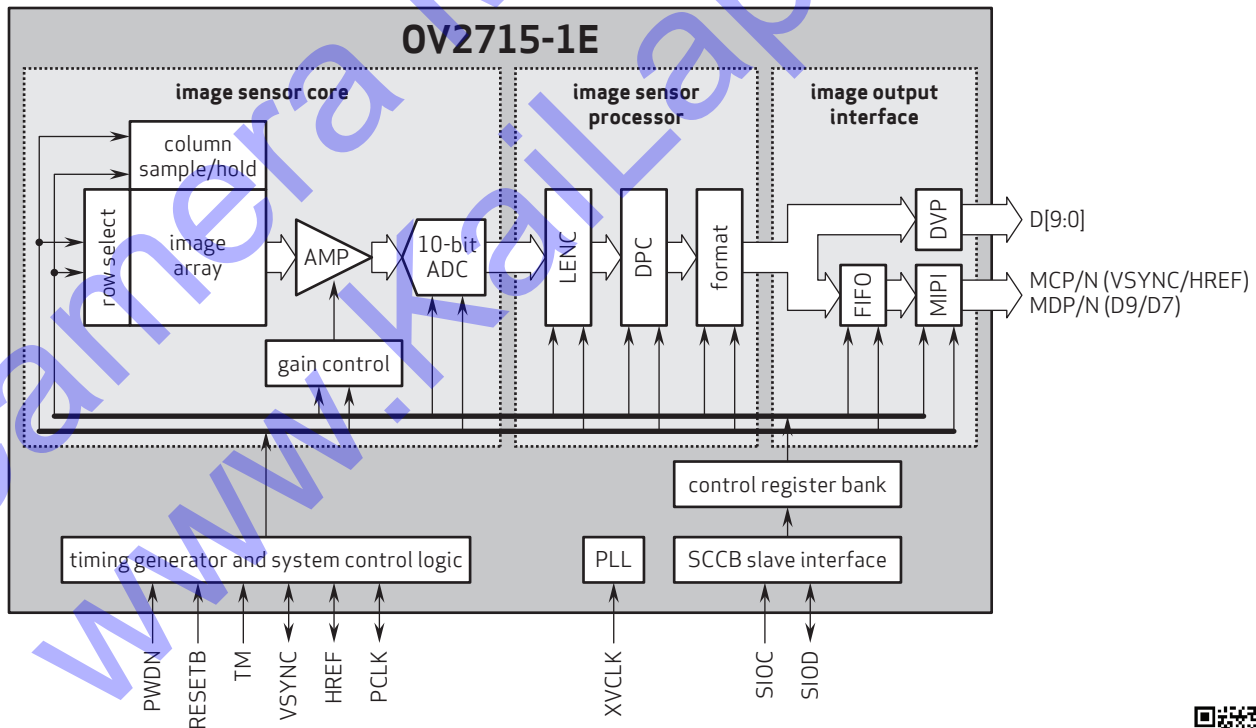 OV2715-1E
image sensor core
image sensor
processor
image output
interface
column
sample/hold
row select
image
array
AMP
10-bit
ADC
gain control
LENC
DPC
format
DVP
FIFO
MIPI
D[9:0]
MCP/N (VSYNC/HREF)
MDP/N (D9/D7)
control register bank
timing generator and system control logic
PLL
SCCB slave interface
PWDN
RESETB
TM
VSYNC
HREF
PCLK
XVCLK
SIOC
SIOD
camera
www.KaiLap